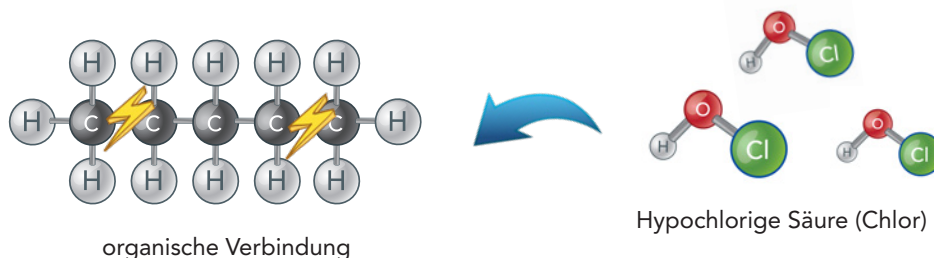 H H H H H
H C C C C C H
H H H H H
organische Verbindung
H O Cl
H O Cl
H O Cl
Hypochlorige Säure (Chlor)